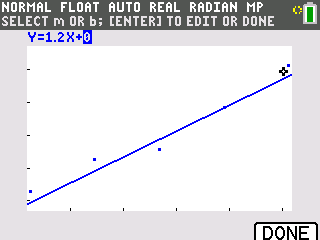 NORMAL FLOAT AUTO REAL RADIAN MP
SELECT m OR b; [ENTER] TO EDIT OR DONE
Y=1.2X+0
DONE